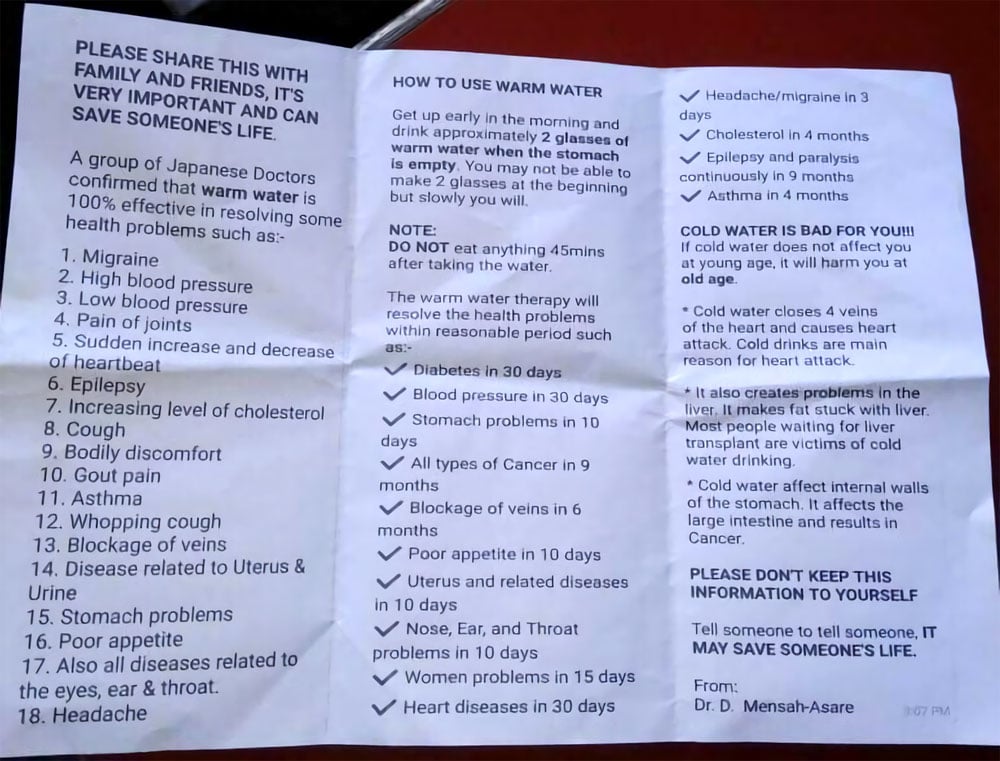 PLEASE SHARE THIS WITH
FAMILY AND FRIENDS, IT'S
VERY IMPORTANT AND CAN
SAVE SOMEONE'S LIFE.
A group of Japanese Doctors
confirmed that warm water is
100% effective in resolving some
health problems such as:-
1. Migraine
2. High blood pressure
3. Low blood pressure
4. Pain of joints
5. Sudden increase and decrease
of heartbeat
6. Epilepsy
7. Increasing level of cholesterol
8. Cough
9. Bodily discomfort
10. Gout pain
11. Asthma
12. Whopping cough
13. Blockage of veins
14. Disease related to Uterus &
Urine
15. Stomach problems
16. Poor appetite
17. Also all diseases related to
the eyes, ear & throat.
18. Headache
HOW TO USE WARM WATER
Get up early in the morning and
drink approximately 2 glasses of
warm water when the stomach
is empty. You may not be able to
make 2 glasses at the beginning
but slowly you will.
NOTE:
DO NOT eat anything 45mins
after taking the water.
The warm water therapy will
resolve the health problems
within reasonable period such
as:-
✓ Diabetes in 30 days
✓ Blood pressure in 30 days
✓ Stomach problems in 10
days
✓ All types of Cancer in 9
months
✓ Blockage of veins in 6
months
✓ Poor appetite in 10 days
✓ Uterus and related diseases
in 10 days
✓ Nose, Ear, and Throat
problems in 10 days
✓ Women problems in 15 days
✓ Heart diseases in 30 days
✓ Headache/migraine in 3
days
✓ Cholesterol in 4 months
✓ Epilepsy and paralysis
continuously in 9 months
✓ Asthma in 4 months
COLD WATER IS BAD FOR YOU!!!
If cold water does not affect you
at young age, it will harm you at
old age.
* Cold water closes 4 veins
of the heart and causes heart
attack. Cold drinks are main
reason for heart attack.
* It also creates problems in the
liver. It makes fat stuck with liver.
Most people waiting for liver
transplant are victims of cold
water drinking.
* Cold water affect internal walls
of the stomach. It affects the
large intestine and results in
Cancer.
PLEASE DON'T KEEP THIS
INFORMATION TO YOURSELF
Tell someone to tell someone, IT
MAY SAVE SOMEONE'S LIFE.
From:
Dr. D. Mensah-Asare
PM